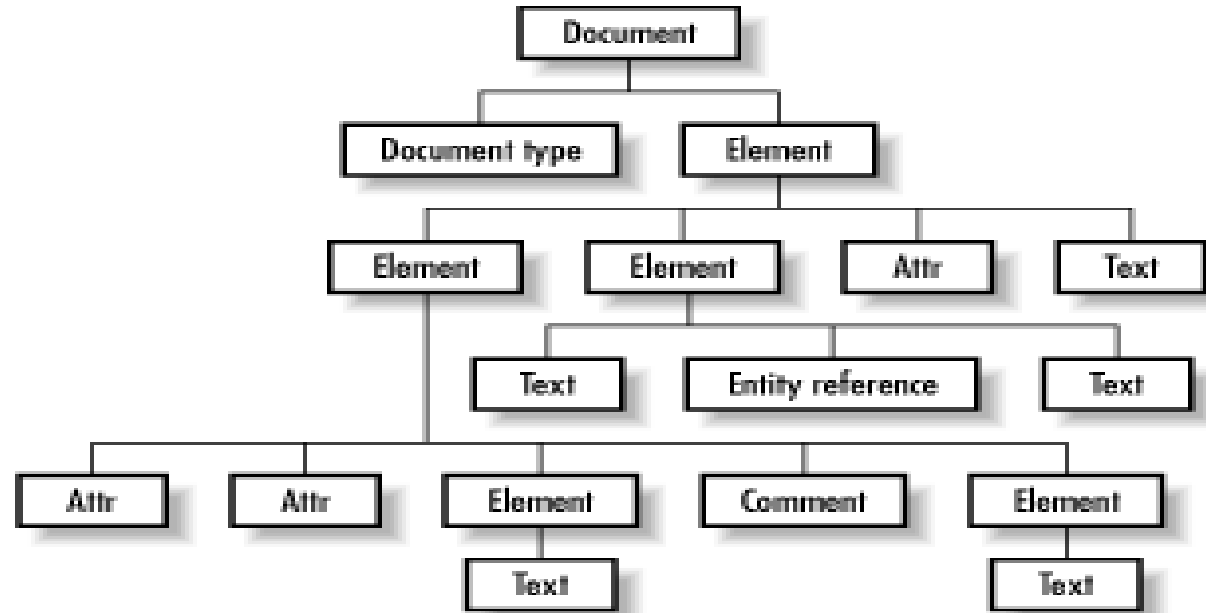 Document
Document type
Element
Element
Element
Attr
Text
Text
Entity reference
Text
Attr
Attr
Element
Comment
Element
Text
Text